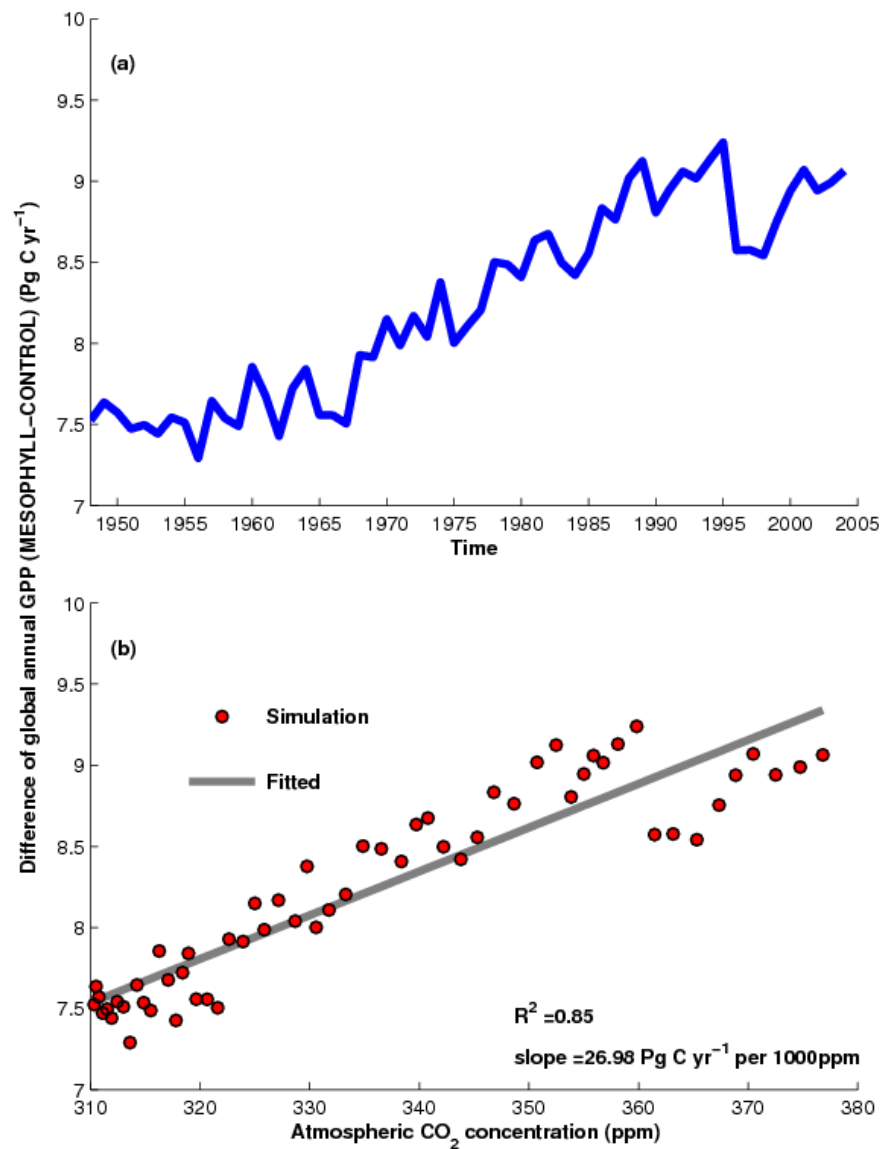 Difference of global annual GPP (MESOPHYLL–CONTROL) (Pg C yr⁻¹)
(a)
10
9.5
9
8.5
8
7.5
7
1950 1955 1960 1965 1970 1975 1980 1985 1990 1995 2000 2005
Time
(b)
10
9.5
9
8.5
8
7.5
7
Simulation
Fitted
R² =0.85
slope =26.98 Pg C yr⁻¹ per 1000ppm
310 320 330 340 350 360 370 380
Atmospheric CO₂ concentration (ppm)